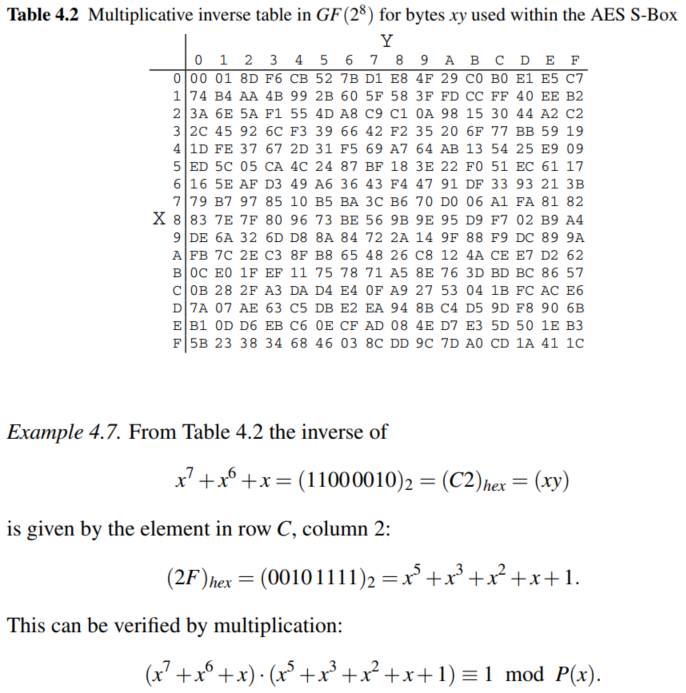 Table 4.2 Multiplicative inverse table in GF(2⁸) for bytes xy used within the AES S-Box
Y
0 1 2 3 4 5 6 7 8 9 A B C D E F
0 00 01 8D F6 CB 52 7B D1 E8 4F 29 C0 B0 E1 E5 C7
1 74 B4 AA 4B 99 2B 60 5F 58 3F FD CC FF 40 EE B2
2 3A 6E 5A F1 55 4D A8 C9 C1 0A 98 15 30 44 A2 C2
3 2C 45 92 6C F3 39 66 42 F2 35 20 6F 77 BB 59 19
4 1D FE 37 67 2D 31 F5 69 A7 64 AB 13 54 25 E9 09
5 ED 5C 05 CA 4C 24 87 BF 18 3E 22 F0 51 EC 61 17
6 16 5E AF D3 49 A6 36 43 F4 47 91 DF 33 93 21 3B
7 79 B7 97 85 10 B5 BA 3C B6 70 D0 06 A1 FA 81 82
X 8 83 7E 7F 80 96 73 BE 56 9B 9E 95 D9 F7 02 B9 A4
9 DE 6A 32 6D D8 8A 84 72 2A 14 9F 88 F9 DC 89 9A
A FB 7C 2E C3 8F B8 65 48 26 C8 12 4A CE E7 D2 62
B 0C E0 1F EF 11 75 78 71 A5 8E 76 3D BD BC 86 57
C 0B 28 2F A3 DA D4 E4 0F A9 27 53 04 1B FC AC E6
D 7A 07 AE 63 C5 DB E2 EA 94 8B C4 D5 9D F8 90 6B
E B1 0D D6 EB C6 0E CF AD 08 4E D7 E3 5D 50 1E B3
F 5B 23 38 34 68 46 03 8C DD 9C 7D A0 CD 1A 41 1C
Example 4.7. From Table 4.2 the inverse of
x⁷ + x⁶ + x = (11000010)₂ = (C2)hex = (xy)
is given by the element in row C, column 2:
(2F)hex = (00101111)₂ = x⁵ + x³ + x² + x + 1.
This can be verified by multiplication:
(x⁷ + x⁶ + x) · (x⁵ + x³ + x² + x + 1) ≡ 1 mod P(x).